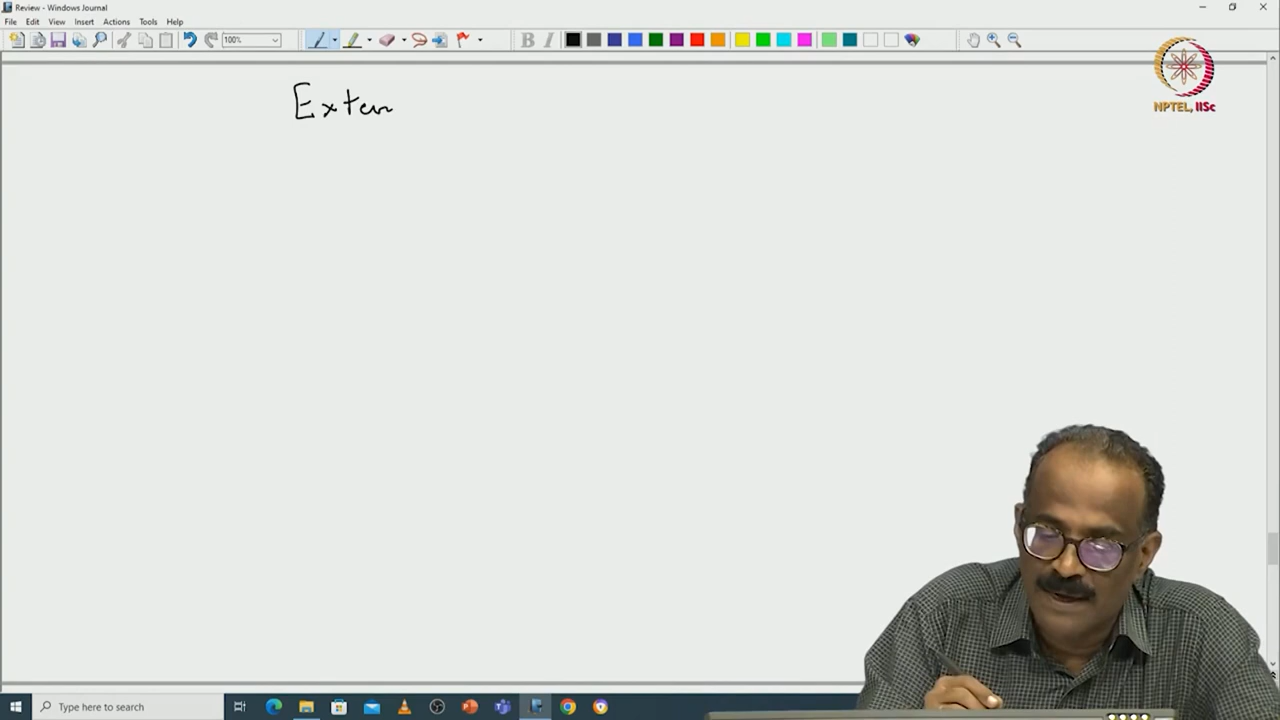 Review - Windows Journal
File Edit View Insert Actions Tools Help
100%
B I
NPTEL, IISc
Exten
Type here to search